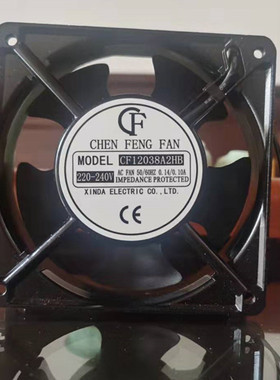 CF
CHEN FENG FAN
MODEL CF12038A2HB
220-240V AC FAN 50/60HZ 0.14/0.10A
IMPEDANCE PROTECTED
XINDA ELECTRIC CO., LTD.
CE